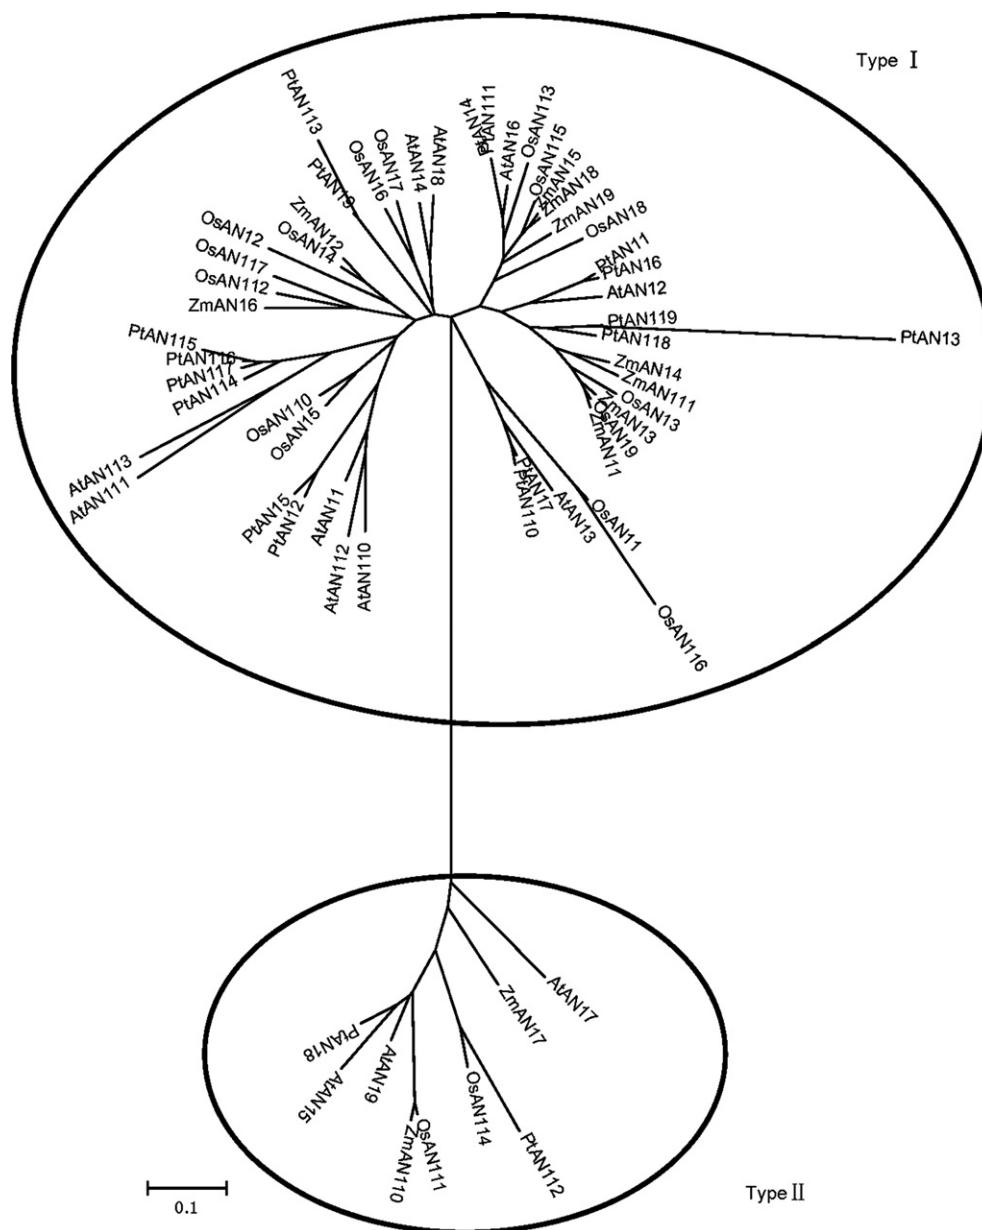 Type Ⅰ
PtAN113
PtAN19
OsAN16
OsAN17
AtAN14
AtAN18
PtAN14
PtAN111
AtAN16
OsAN113
OsAN115
ZmAN15
ZmAN18
ZmAN19
OsAN18
PtAN11
PtAN16
AtAN12
PtAN119
PtAN118
PtAN13
ZmAN14
ZmAN111
OsAN13
ZmAN13
OsAN19
ZmAN11
OsAN11
OsAN116
AtAN13
PtAN17
PtAN110
ZmAN12
OsAN14
OsAN12
OsAN117
OsAN112
ZmAN16
PtAN115
PtAN116
PtAN117
PtAN114
AtAN113
AtAN111
OsAN110
OsAN15
PtAN15
PtAN12
AtAN11
AtAN112
AtAN110
AtAN17
ZmAN17
PtAN18
AtAN15
AtAN19
OsAN114
PtAN112
OsAN111
ZmAN110
0.1
Type Ⅱ